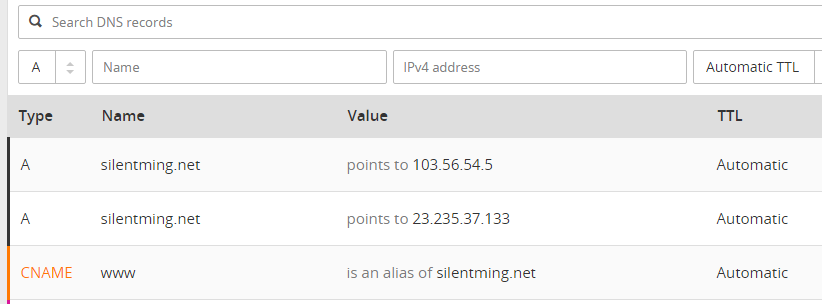 Search DNS records
A Name IPv4 address Automatic TTL
Type Name Value TTL
A silentming.net points to 103.56.54.5 Automatic
A silentming.net points to 23.235.37.133 Automatic
CNAME www is an alias of silentming.net Automatic